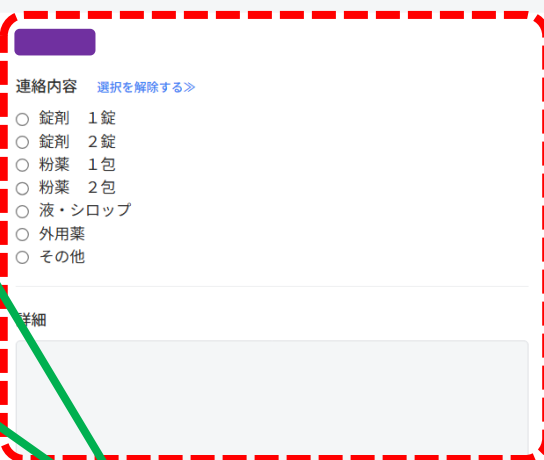 連絡内容　選択を解除する≫
錠剤　１錠
錠剤　２錠
粉薬　１包
粉薬　２包
液・シロップ
外用薬
その他
詳細